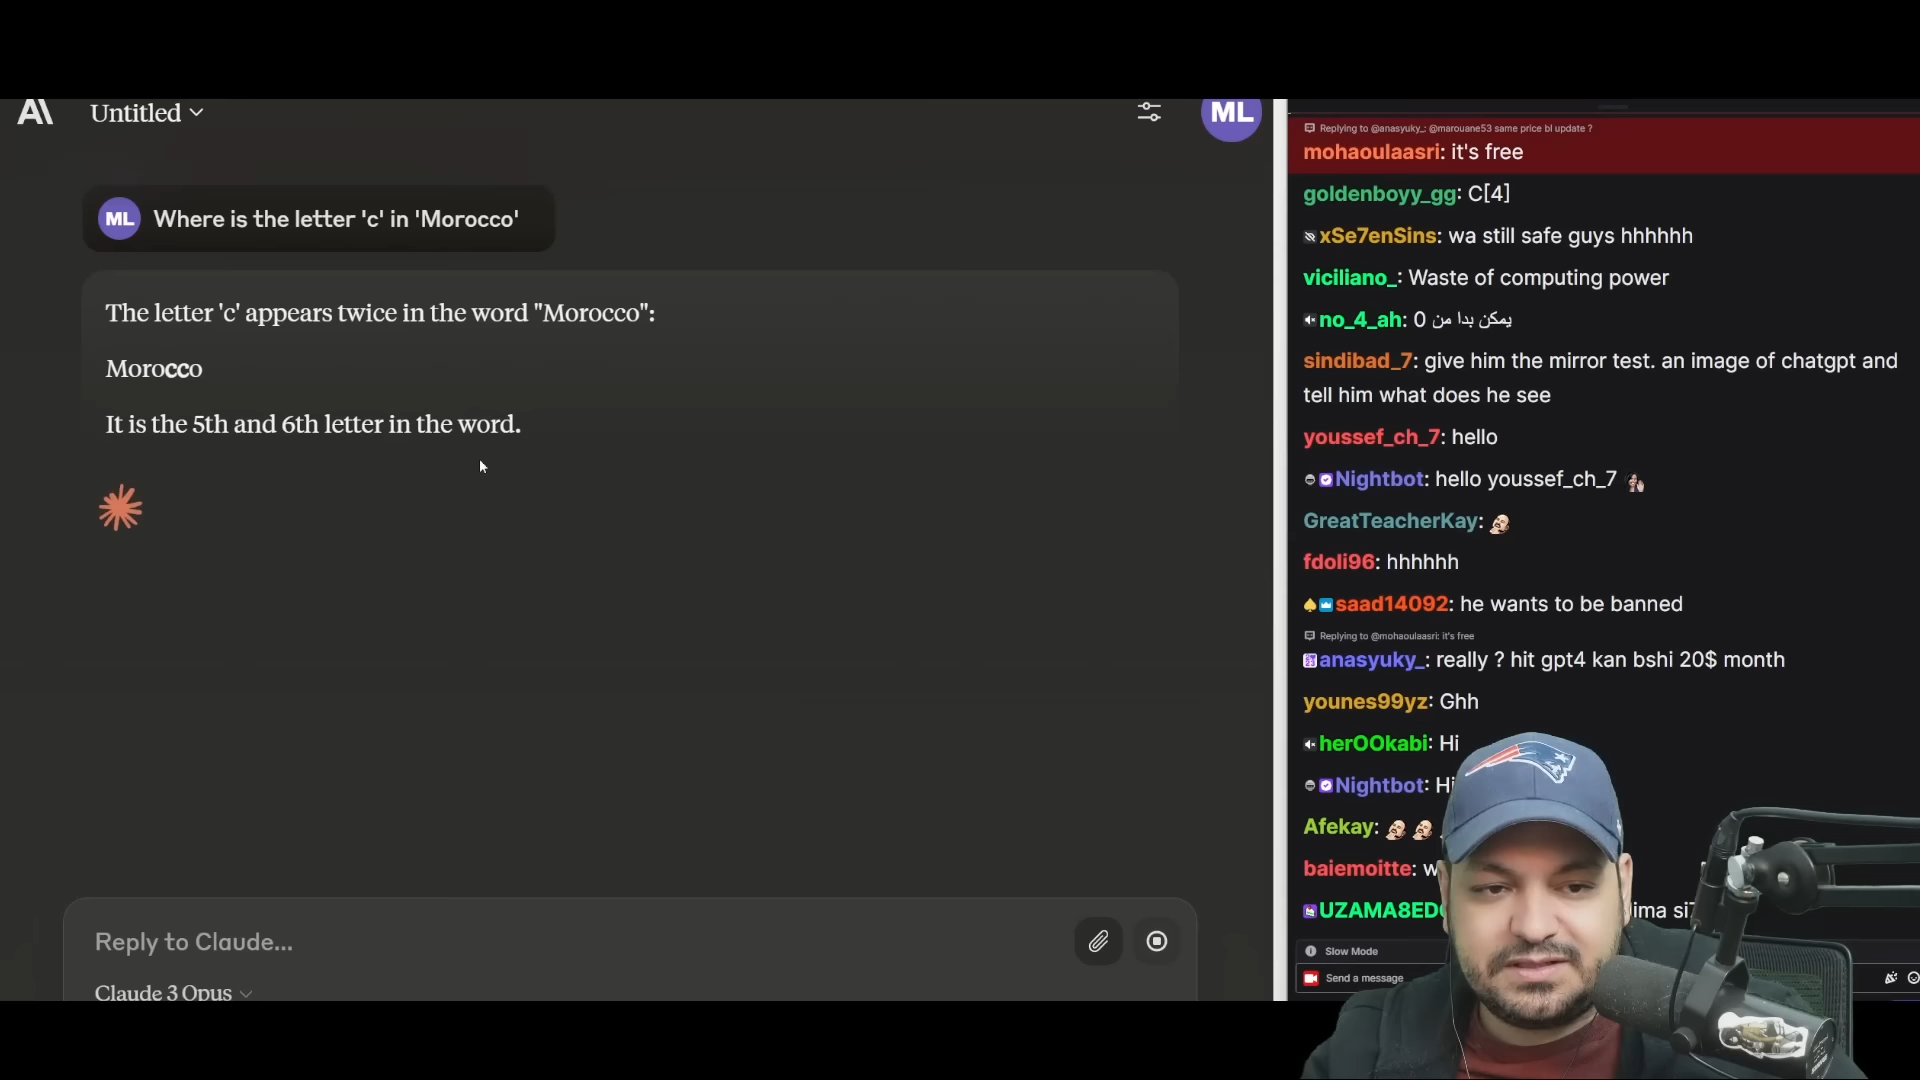 Untitled
ML
ML Where is the letter 'c' in 'Morocco'
The letter 'c' appears twice in the word "Morocco":
Morocco
It is the 5th and 6th letter in the word.
Reply to Claude...
Claude 3 Opus
Replying to @anasyuky_: @marouane53 same price bl update ?
mohaoulaasri: it's free
goldenboyy_gg: C[4]
xSe7enSins: wa still safe guys hhhhhh
viciliano_: Waste of computing power
no_4_ah: يمكن بدا من 0
sindibad_7: give him the mirror test. an image of chatgpt and
tell him what does he see
youssef_ch_7: hello
Nightbot: hello youssef_ch_7
GreatTeacherKay:
fdoli96: hhhhhh
saad14092: he wants to be banned
Replying to @mohaoulaasri: it's free
anasyuky_: really ? hit gpt4 kan bshi 20$ month
younes99yz: Ghh
herOOkabi: Hi
Nightbot: Hi
Afekay:
baiemoitte:
Slow Mode
Send a message